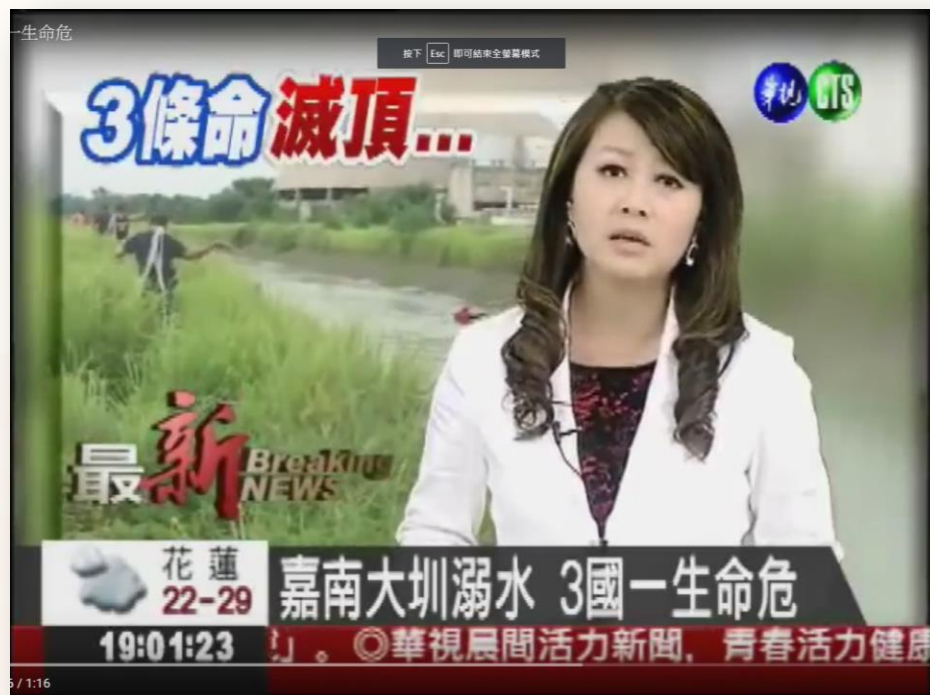 一生命危
按下 Esc 即可結束全螢幕模式
3條命滅頂...
華視 CTS
最新 Breaking NEWS
花蓮
22-29
嘉南大圳溺水 3國一生命危
19:01:23
」。◎華視晨間活力新聞, 青春活力健康
/ 1:16